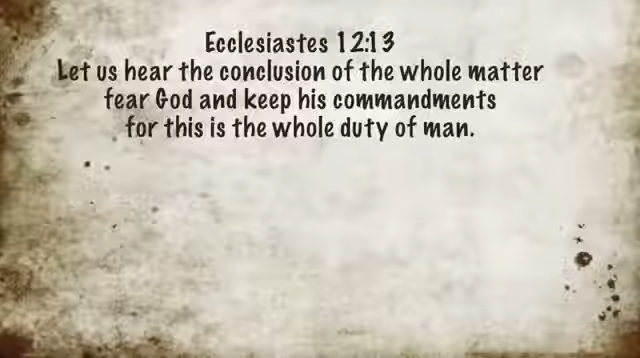 Ecclesiastes 12:13
Let us hear the conclusion of the whole matter
fear God and keep his commandments
for this is the whole duty of man.